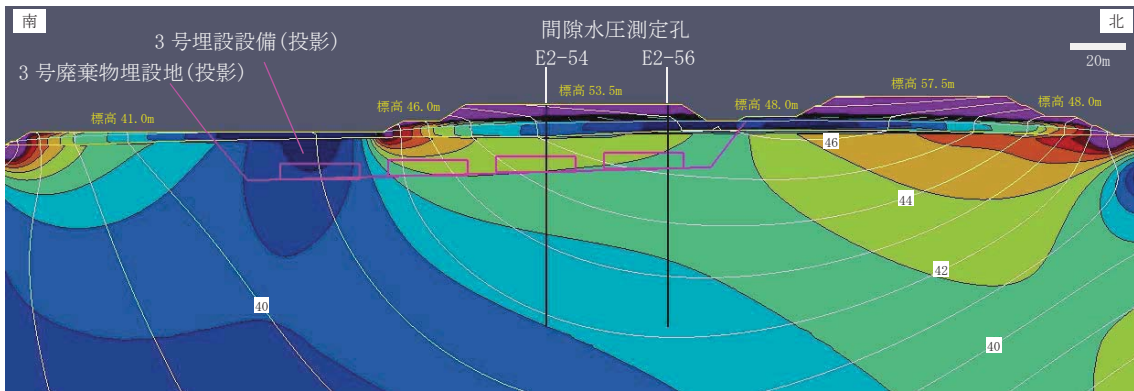 南
北
3号埋設設備(投影)
間隙水圧測定孔
E2-54
E2-56
3号廃棄物埋設地(投影)
20m
標高 57.5m
標高 53.5m
標高 46.0m
標高 48.0m
標高 48.0m
標高 41.0m
46
44
42
40
40